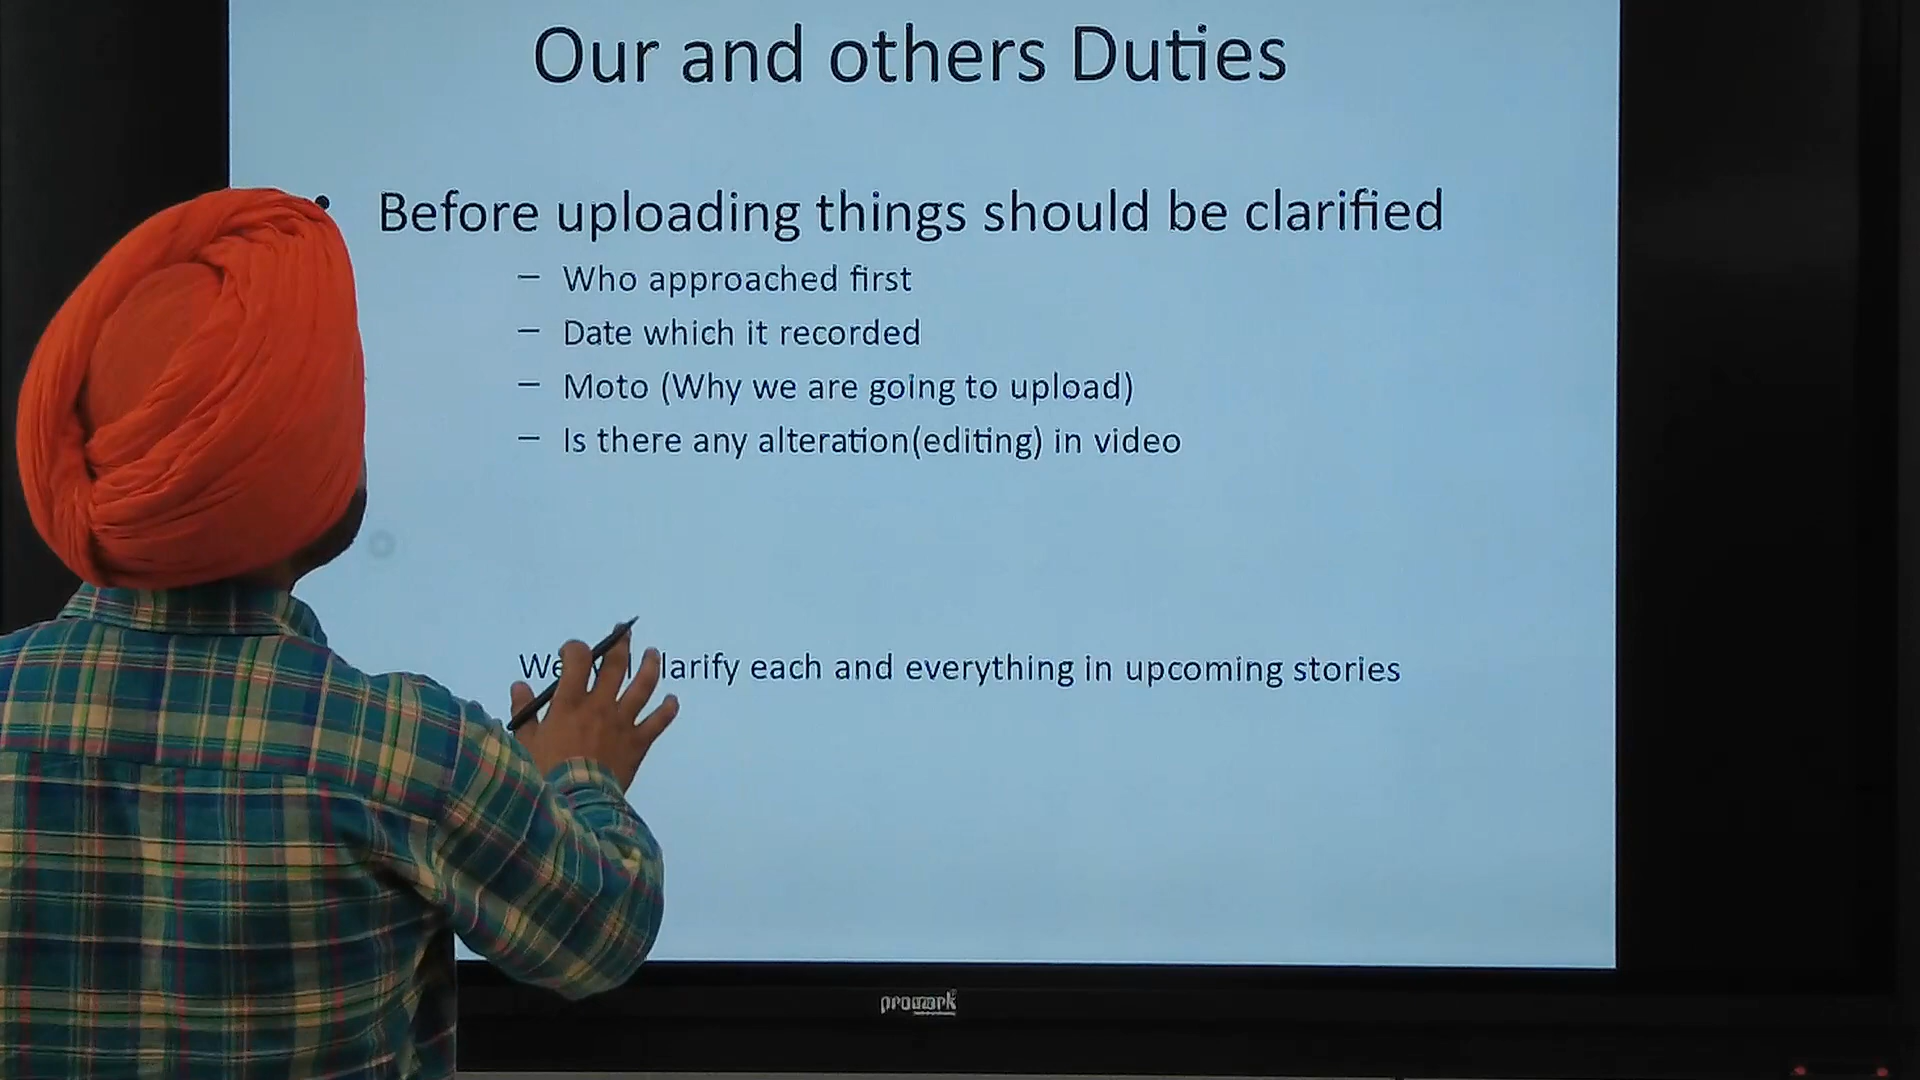 Our and others Duties
• Before uploading things should be clarified
– Who approached first
– Date which it recorded
– Moto (Why we are going to upload)
– Is there any alteration(editing) in video
We larify each and everything in upcoming stories
promark